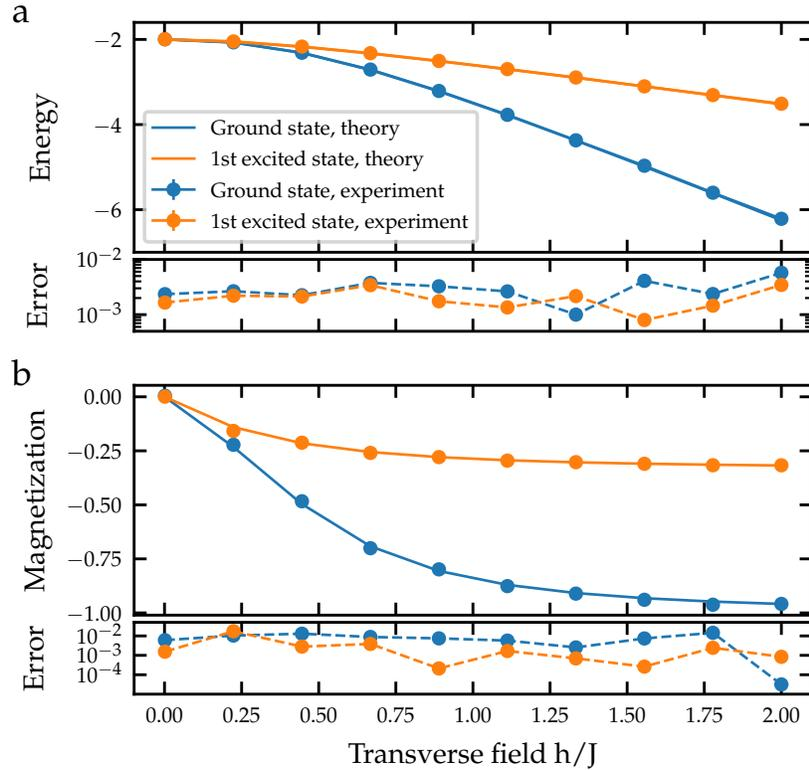 a
−2
−4
−6
Energy
Ground state, theory
1st excited state, theory
Ground state, experiment
1st excited state, experiment
10−2
10−3
Error
b
0.00
−0.25
−0.50
−0.75
−1.00
Magnetization
10−2
10−3
10−4
Error
0.00 0.25 0.50 0.75 1.00 1.25 1.50 1.75 2.00
Transverse field h/J